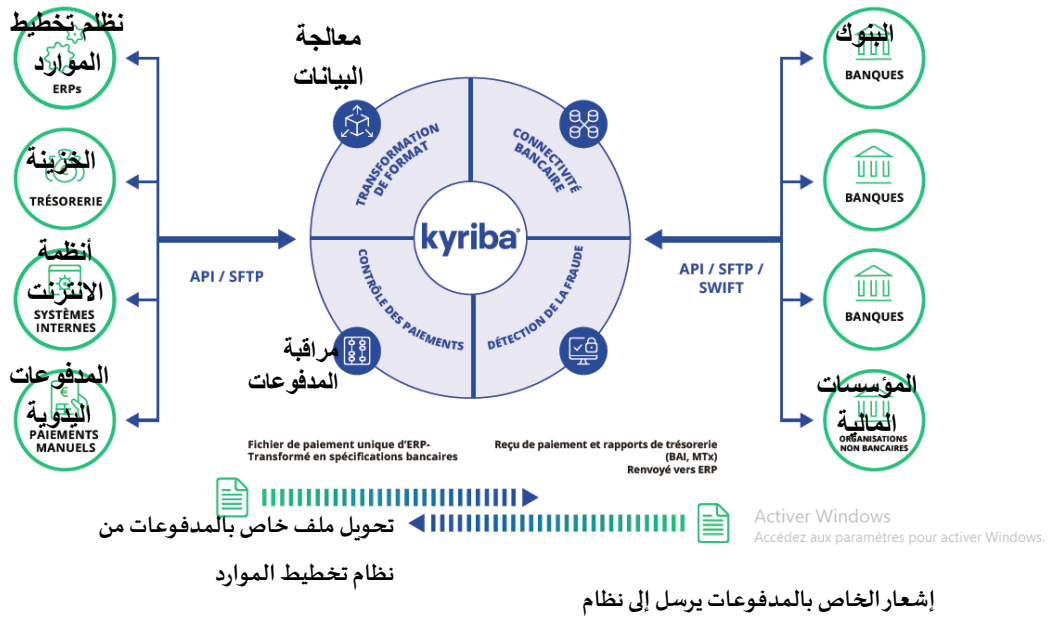 نظلم تخطيط
الموارد
ERPs
الخزينة
TRÉSORERIE
أنظمة
الانترنت
SYSTÈMES
INTERNES
المدفوعات
اليدوية
PAIEMENTS
MANUELS
API / SFTP
معالجة
البيانات
TRANSFORMATION
DE FORMAT
CONNECTIVITÉ
BANCAIRE
kyriba
CONTRÔLE DES PAIEMENTS
DÉTECTION DE LA FRAUDE
مراقبة
المدفوعات
API / SFTP /
SWIFT
البنوك
BANQUES
BANQUES
BANQUES
المؤسسات
المالية
ORGANISATIONS
NON BANCAIRES
Fichier de paiement unique d’ERP-
Transformé en spécifications bancaires
Reçu de paiement et rapports de trésorerie
(BAI, MTx)
Renvoyé vers ERP
تحويل ملف خاص بالمدفوعات من
نظام تخطيط الموارد
Activer Windows
Accédez aux paramètres pour activer Windows.
إشعار الخاص بالمدفوعات يرسل إلى نظام